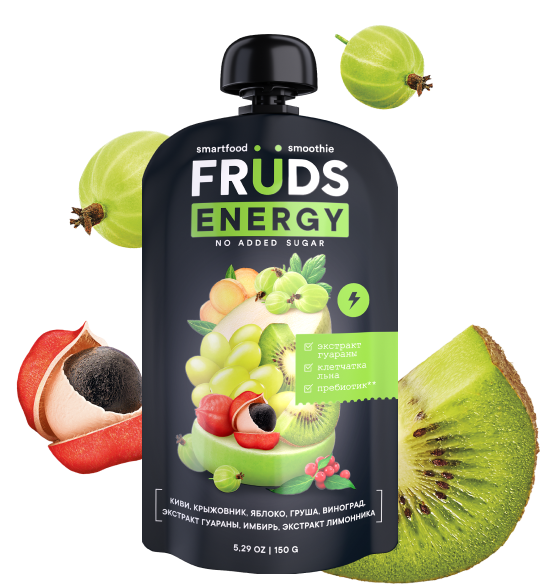 smartfood smoothie
FRÜDS
ENERGY
NO ADDED SUGAR
экстракт
гуараны
клетчатка
льна
пребиотик**
КИВИ, КРЫЖОВНИК, ЯБЛОКО, ГРУША, ВИНОГРАД,
ЭКСТРАКТ ГУАРАНЫ, ИМБИРЬ, ЭКСТРАКТ ЛИМОННИКА
5.29 OZ | 150 G